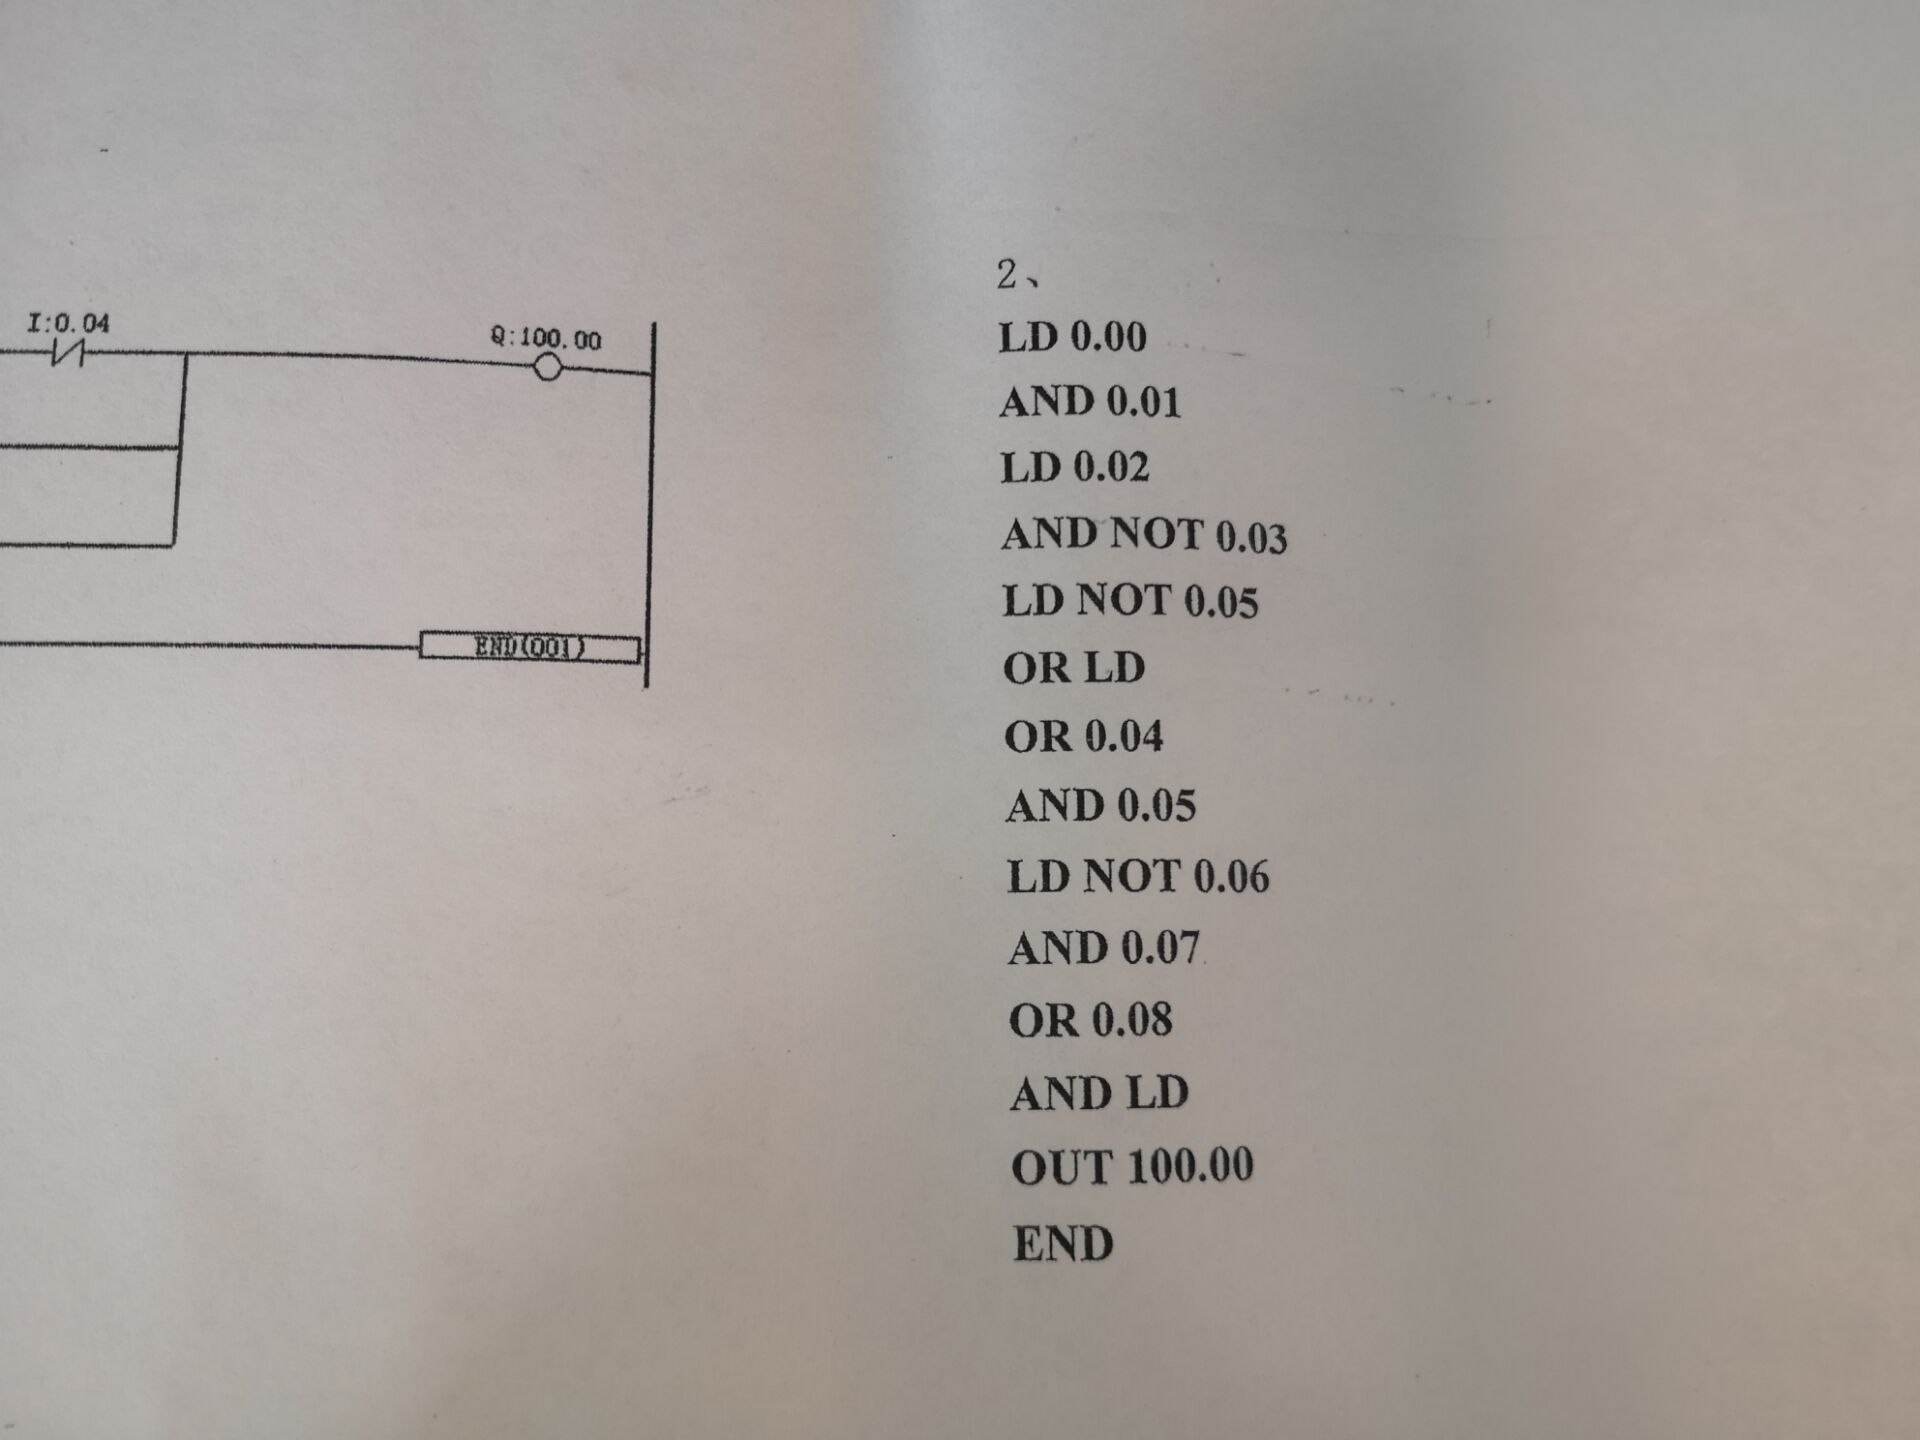 I:0.04
Q:100.00
END(001)
2、
LD 0.00
AND 0.01
LD 0.02
AND NOT 0.03
LD NOT 0.05
OR LD
OR 0.04
AND 0.05
LD NOT 0.06
AND 0.07
OR 0.08
AND LD
OUT 100.00
END